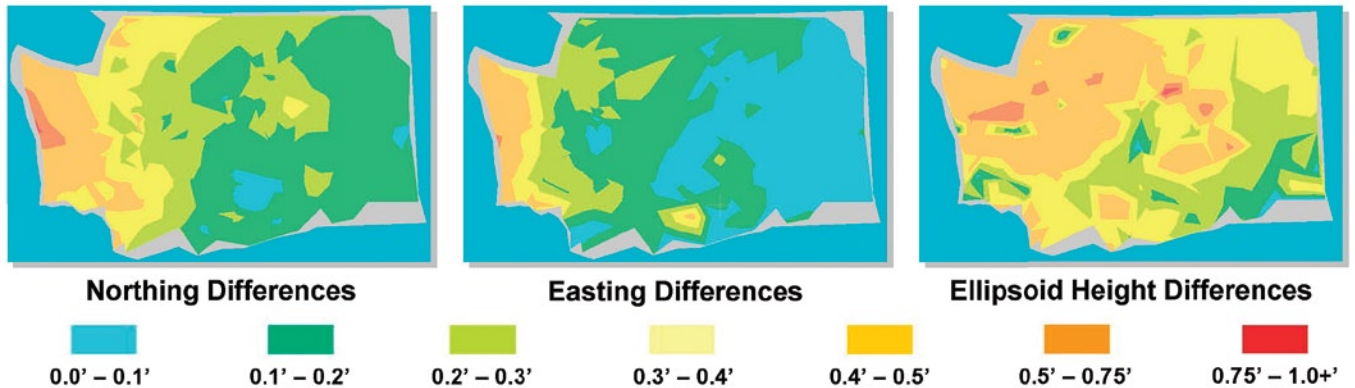 Northing Differences
Easting Differences
Ellipsoid Height Differences
0.0’ – 0.1’
0.1’ – 0.2’
0.2’ – 0.3’
0.3’ – 0.4’
0.4’ – 0.5’
0.5’ – 0.75’
0.75’ – 1.0+’